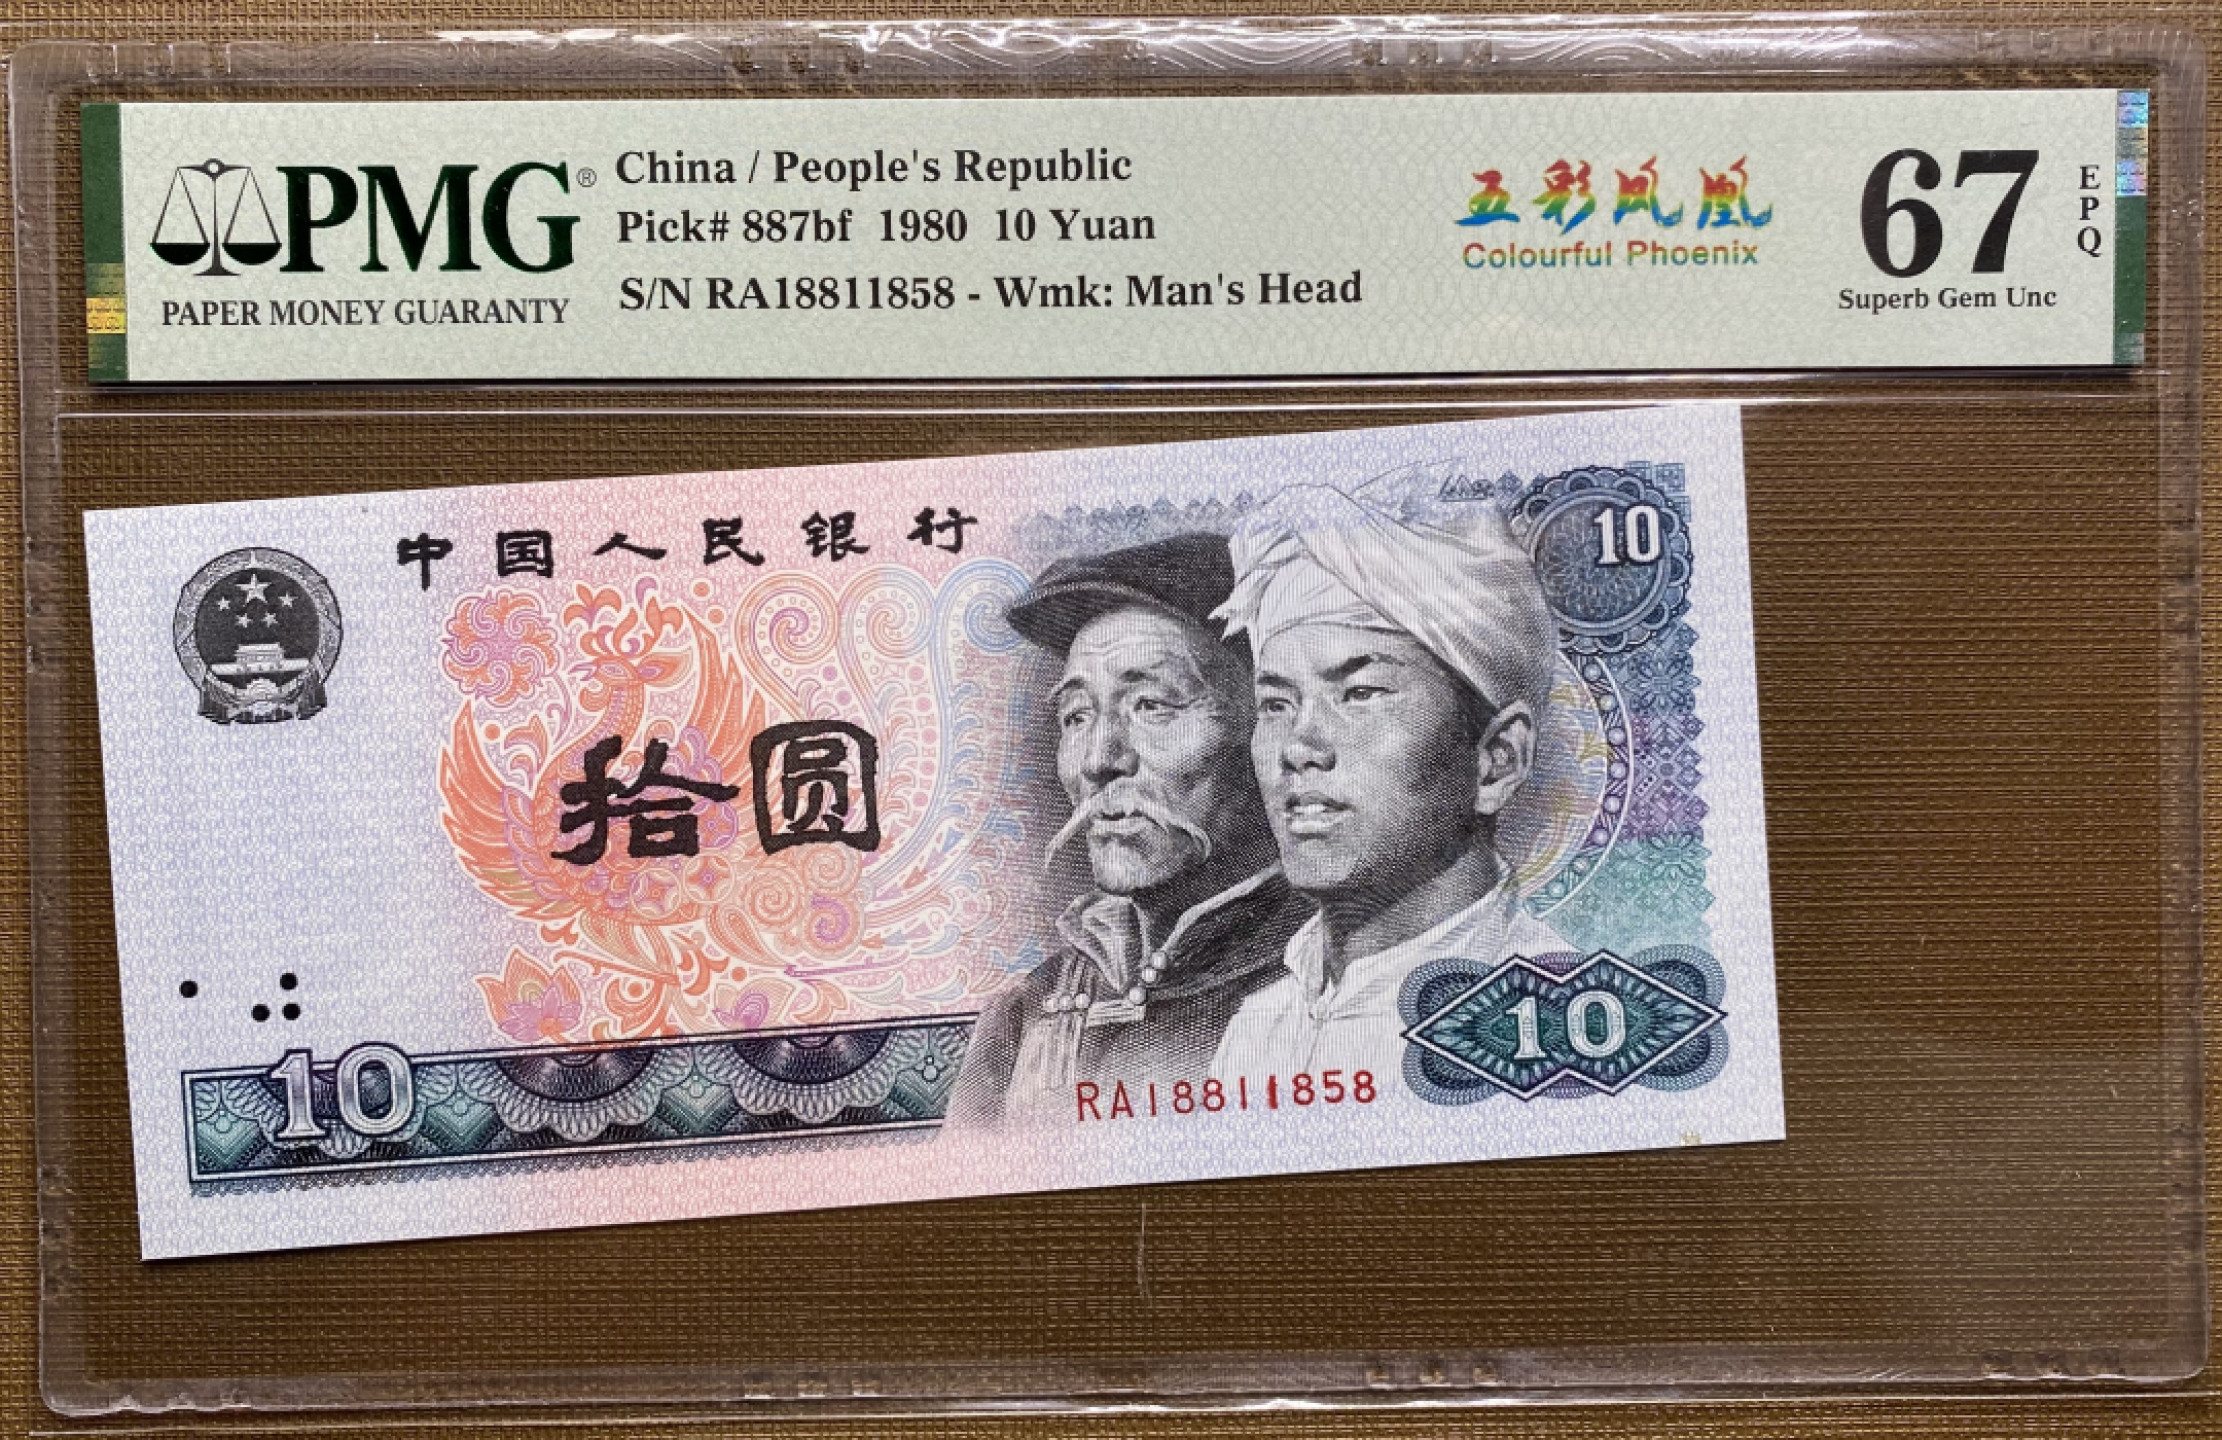 PMG®
PAPER MONEY GUARANTY
China / People's Republic
Pick# 887bf 1980 10 Yuan
S/N RA18811858 - Wmk: Man's Head
五彩凤凰
Colourful Phoenix
67
EPQ
Superb Gem Unc
中国人民银行
10
拾圆
10
10
RA18811858